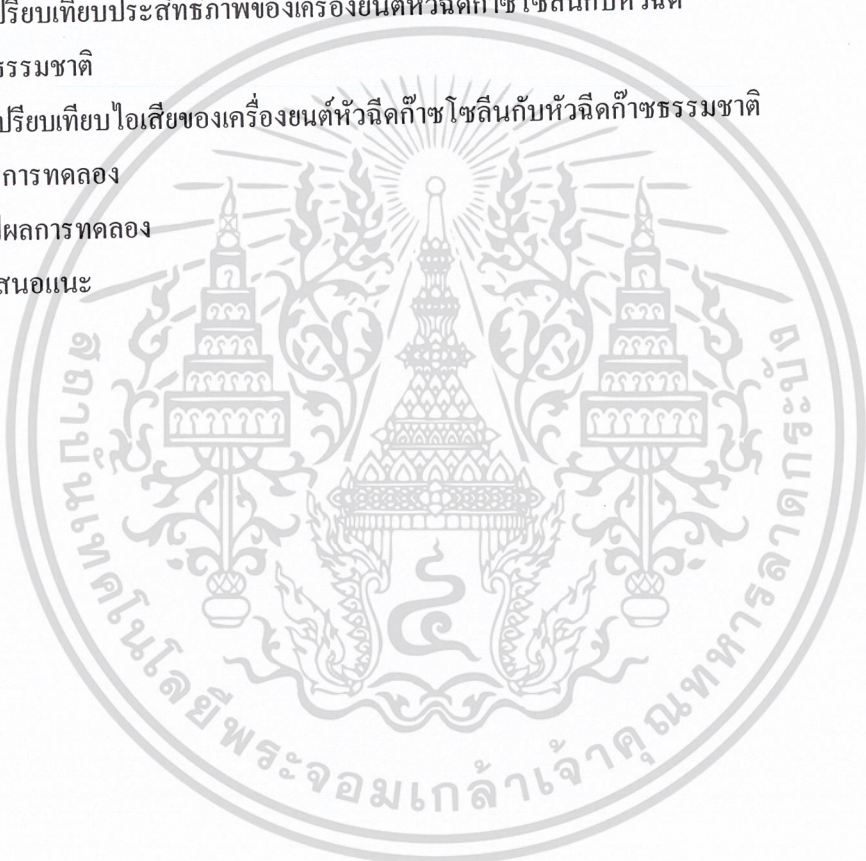 ปรียบเทียบประสิทธิภาพของเครื่องยนต์หัวฉีดก๊าซโซลีนกับหัวฉีด
ธรรมชาติ
ปรียบเทียบไอเสียของเครื่องยนต์หัวฉีดก๊าซโซลีนกับหัวฉีดก๊าซธรรมชาติ
การทดลอง
ผลการทดลอง
สนอแนะ
สถาบันเทคโนโลยีพระจอมเกล้าเจ้าคุณทหารลาดกระบัง